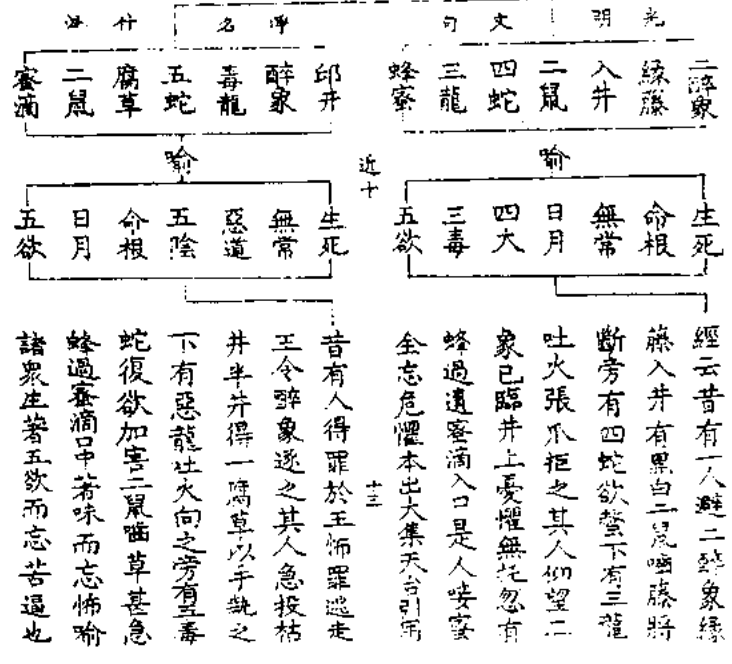 光明文句
二醉象
緣藤
入井
二鼠
四蛇
三龍
蜂蜜
喻
生死
命根
無常
日月
四大
三毒
五欲
經云昔有一人避二醉象緣
藤入井有黑白二鼠嚙藤將
斷旁有四蛇欲螫下有三龍
吐火張爪拒之其人仰望二
象已臨井上憂懼無托忽有
蜂過遺蜜滴入口是人唼蜜
全忘危懼本出大集天台引用
近十
十三
淨名什
邱井
醉象
毒龍
五蛇
腐草
二鼠
蜜滴
喻
生死
無常
惡道
五陰
命根
日月
五欲
昔有人得罪於王怖罪逃走
王令醉象逐之其人急投枯
井半井得一腐草以手執之
下有惡龍吐火向之旁有五毒
蛇復欲加害二鼠嚙草甚急
蜂過蜜滴口中著味而忘怖喻
諸眾生著五欲而忘苦逼也